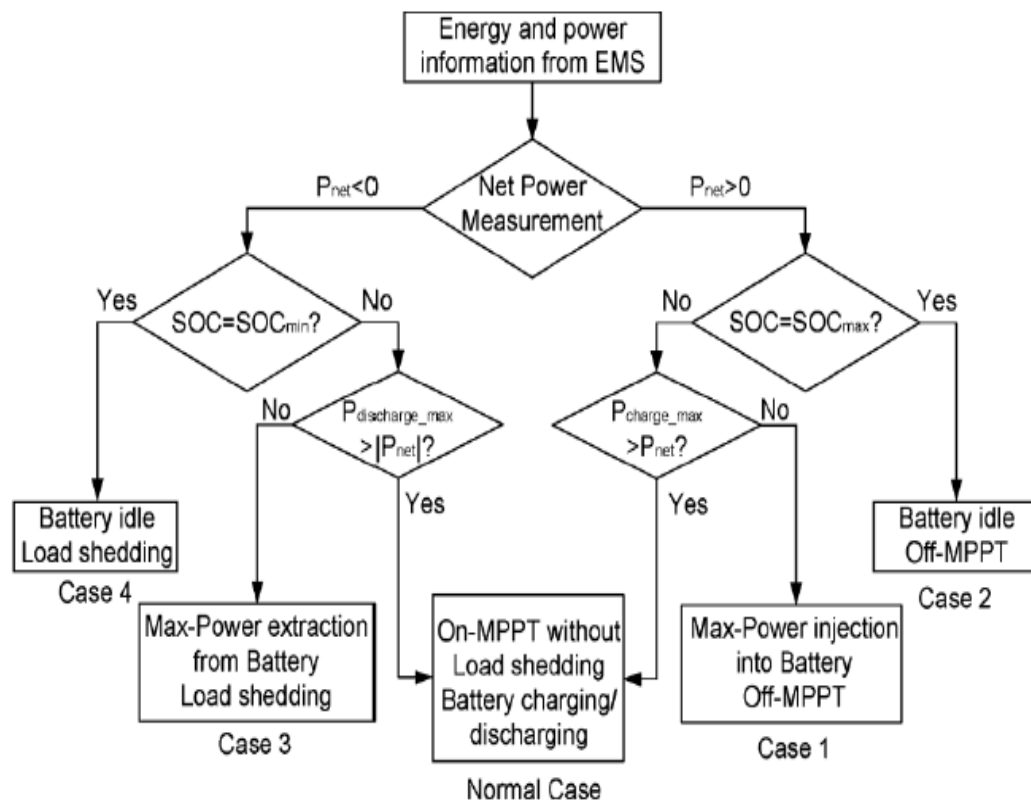 Energy and power
information from EMS
Pnet<0
Net Power
Measurement
Pnet>0
Yes
SOC=SOCmin?
No
No
SOC=SOCmax?
Yes
No
Pdischarge_max
>|Pnet|?
Pcharge_max
>Pnet?
No
Yes
Yes
Battery idle
Load shedding
Case 4
Battery idle
Off-MPPT
Case 2
Max-Power extraction
from Battery
Load shedding
Case 3
On-MPPT without
Load shedding
Battery charging/
discharging
Normal Case
Max-Power injection
into Battery
Off-MPPT
Case 1